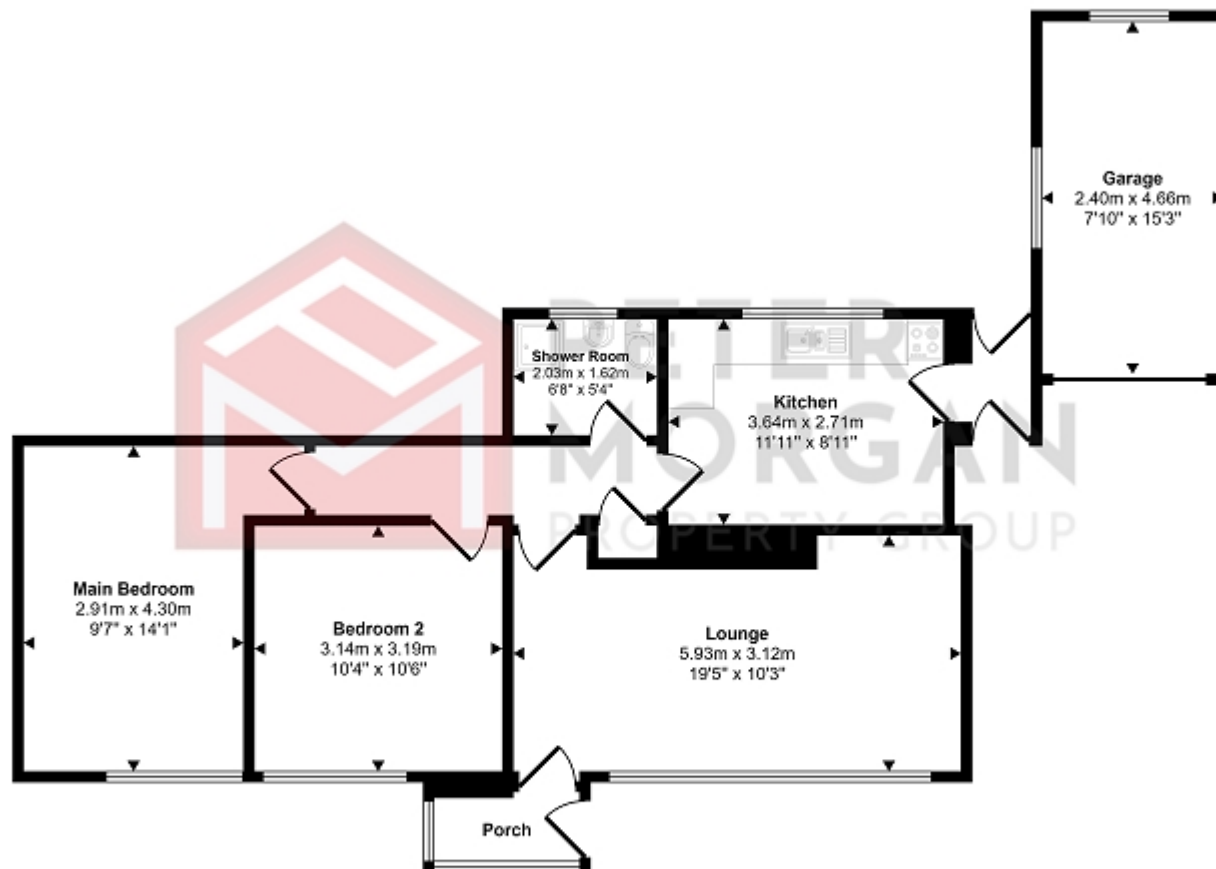 Garage
2.40m x 4.66m
7'10" x 15'3"
PETER
MORGAN
PROPERTY GROUP
Shower Room
2.03m x 1.62m
6'8" x 5'4"
Kitchen
3.64m x 2.71m
11'11" x 8'11"
Main Bedroom
2.91m x 4.30m
9'7" x 14'1"
Bedroom 2
3.14m x 3.19m
10'4" x 10'6"
Lounge
5.93m x 3.12m
19'5" x 10'3"
Porch